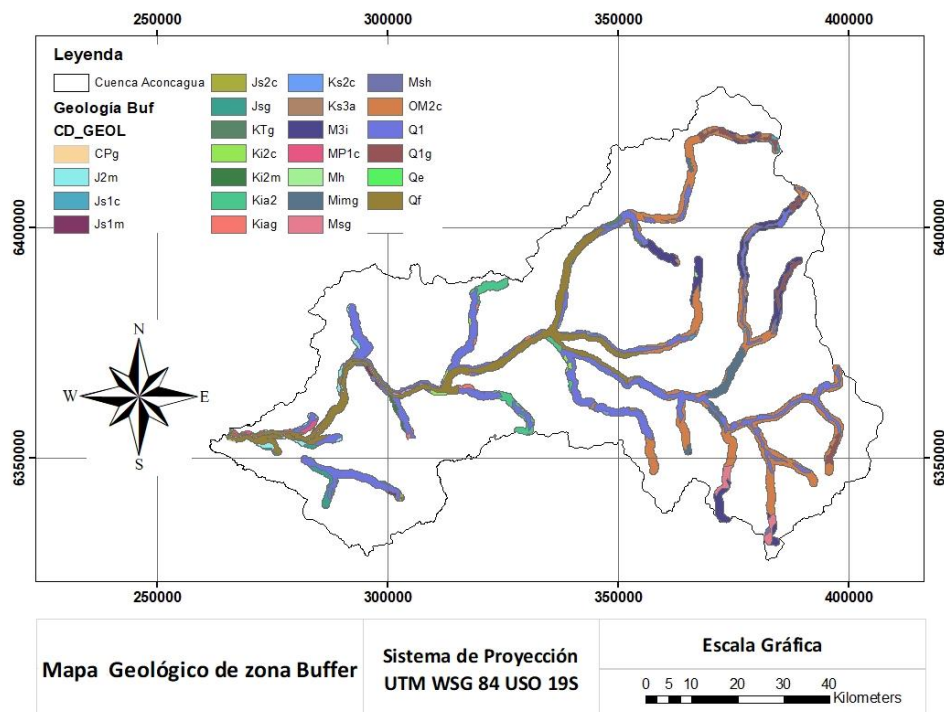 250000 300000 350000 400000
Leyenda
Cuenca Aconcagua
Geología Buf
CD_GEOL
CPg
J2m
Js1c
Js1m
Js2c
Jsg
KTg
Ki2c
Ki2m
Kia2
Kiag
Ks2c
Ks3a
M3i
MP1c
Mh
Mimg
Msg
Msh
OM2c
Q1
Q1g
Qe
Qf
6400000 6400000
N
W E
S
6350000 6350000
250000 300000 350000 400000
Mapa Geológico de zona Buffer
Sistema de Proyección
UTM WSG 84 USO 19S
Escala Gráfica
0 5 10 20 30 40
Kilometers